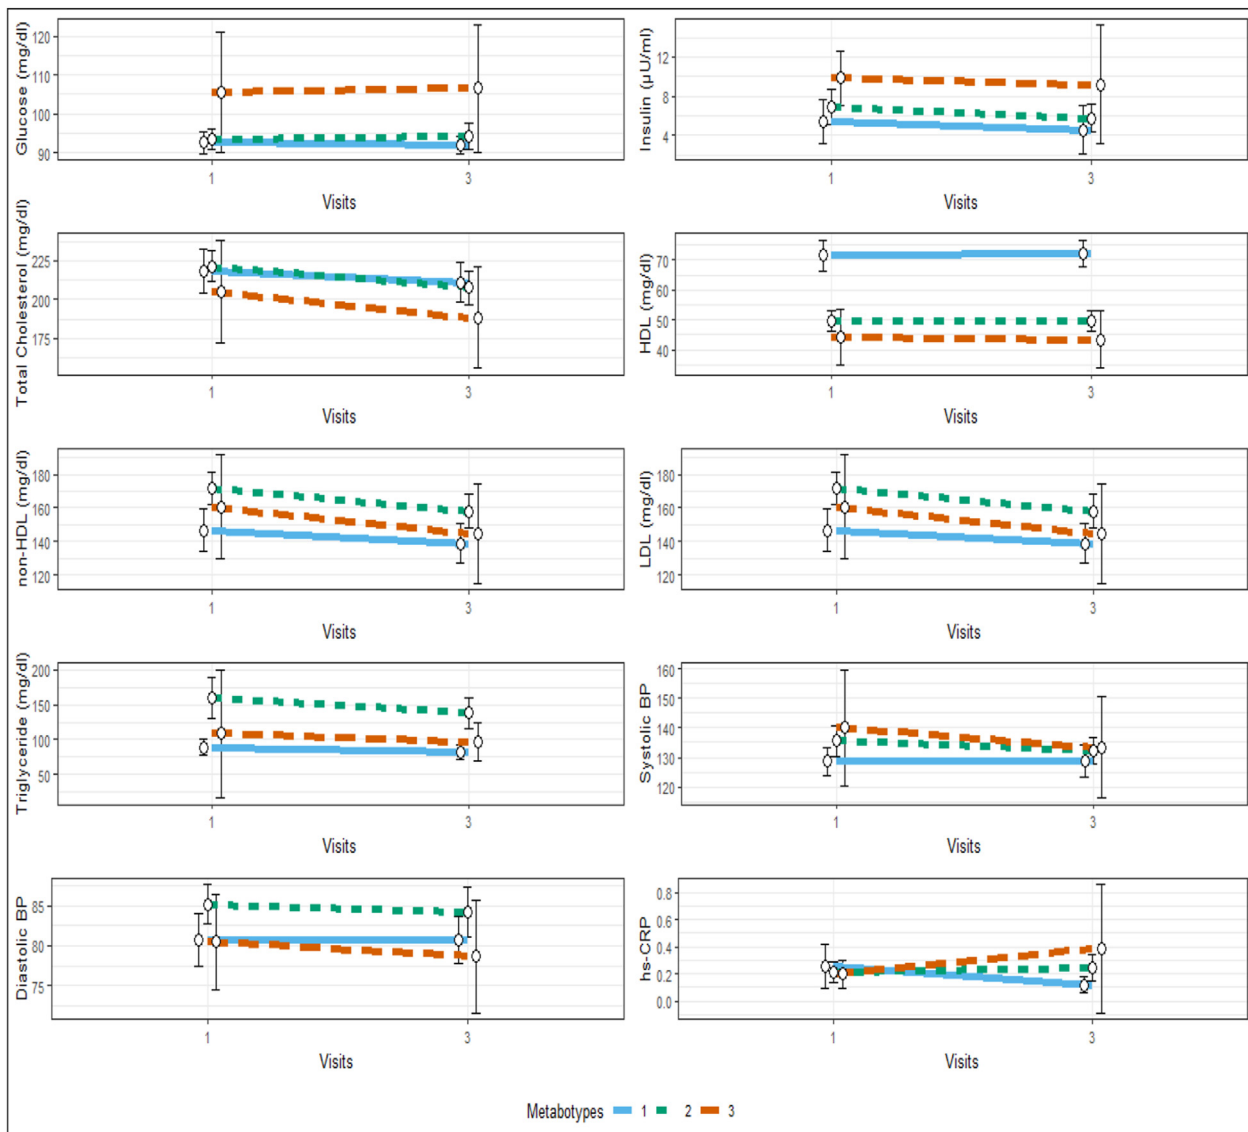 Glucose (mg/dl)
120
110
100
90
1
3
Visits
Insulin (µU/ml)
12
8
4
1
3
Visits
Total Cholesterol (mg/dl)
225
200
175
1
3
Visits
HDL (mg/dl)
70
60
50
40
1
3
Visits
non-HDL (mg/dl)
180
160
140
120
1
3
Visits
LDL (mg/dl)
180
160
140
120
1
3
Visits
Triglyceride (mg/dl)
200
150
100
50
1
3
Visits
Systolic BP
160
150
140
130
120
1
3
Visits
Diastolic BP
85
80
75
1
3
Visits
hs-CRP
0.8
0.6
0.4
0.2
0.0
1
3
Visits
Metabotypes 1 2 3